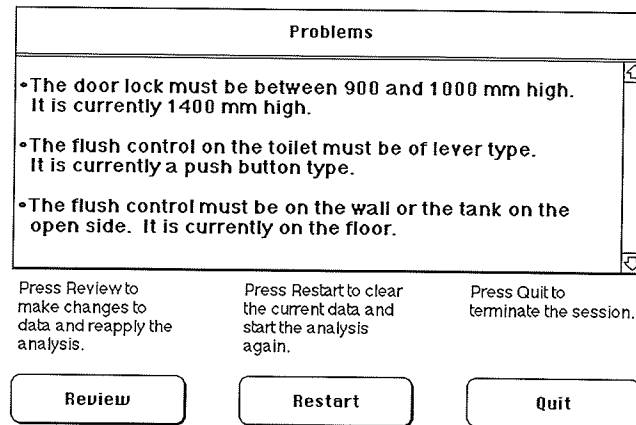 Problems
•The door lock must be between 900 and 1000 mm high.
It is currently 1400 mm high.
•The flush control on the toilet must be of lever type.
It is currently a push button type.
•The flush control must be on the wall or the tank on the
open side. It is currently on the floor.
Press Review to
make changes to
data and reapply the
analysis.
Press Restart to clear
the current data and
start the analysis
again.
Press Quit to
terminate the session.
Review
Restart
Quit